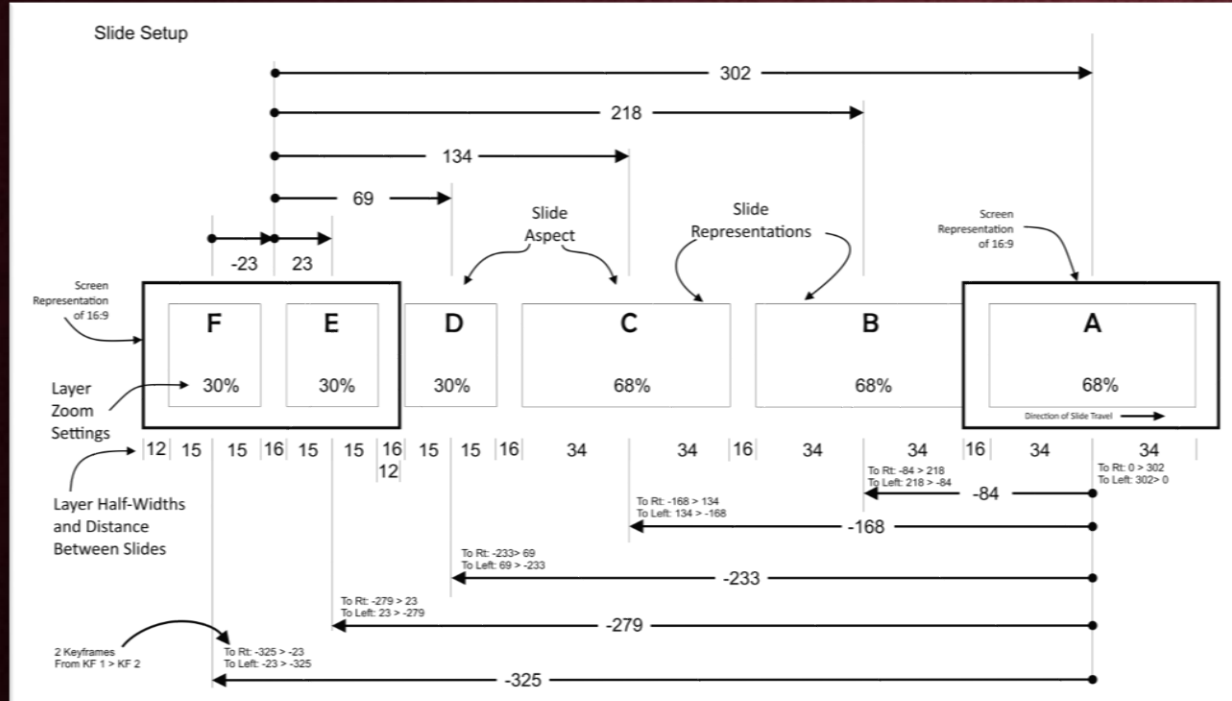 Slide Setup
302
218
134
69
-23
23
Slide
Aspect
Slide
Representations
Screen
Representation
of 16:9
Screen
Representation
of 16:9
F
E
D
C
B
A
30%
30%
30%
68%
68%
68%
Layer
Zoom
Settings
Direction of Slide Travel
12 15 15 16 15 15 16 15 15 16 34 34 16 34 34 16 34 34
12
Layer Half-Widths
and Distance
Between Slides
To Rt: 0 > 302
To Left: 302> 0
To Rt: -84 > 218
To Left: 218 > -84
-84
To Rt: -168 > 134
To Left: 134 > -168
-168
To Rt: -233> 69
To Left: 69 > -233
-233
To Rt: -279 > 23
To Left: 23 > -279
-279
2 Keyframes
From KF 1 > KF 2
To Rt: -325 > -23
To Left: -23 > -325
-325